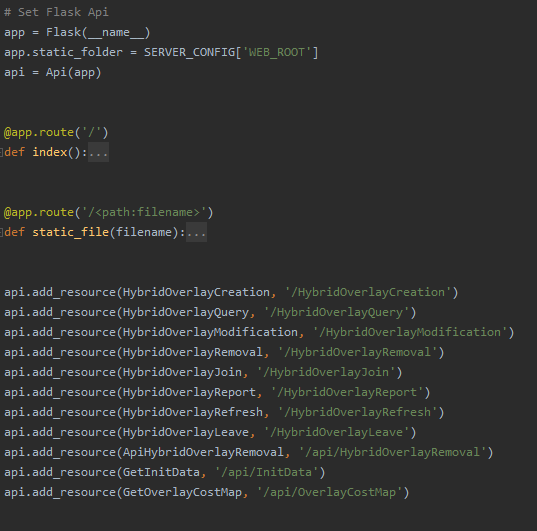 # Set Flask Api
app = Flask(__name__)
app.static_folder = SERVER_CONFIG['WEB_ROOT']
api = Api(app)
@app.route('/')
def index():...
@app.route('/<path:filename>')
def static_file(filename):...
api.add_resource(HybridOverlayCreation, '/HybridOverlayCreation')
api.add_resource(HybridOverlayQuery, '/HybridOverlayQuery')
api.add_resource(HybridOverlayModification, '/HybridOverlayModification')
api.add_resource(HybridOverlayRemoval, '/HybridOverlayRemoval')
api.add_resource(HybridOverlayJoin, '/HybridOverlayJoin')
api.add_resource(HybridOverlayReport, '/HybridOverlayReport')
api.add_resource(HybridOverlayRefresh, '/HybridOverlayRefresh')
api.add_resource(HybridOverlayLeave, '/HybridOverlayLeave')
api.add_resource(ApiHybridOverlayRemoval, '/api/HybridOverlayRemoval')
api.add_resource(GetInitData, '/api/InitData')
api.add_resource(GetOverlayCostMap, '/api/OverlayCostMap')